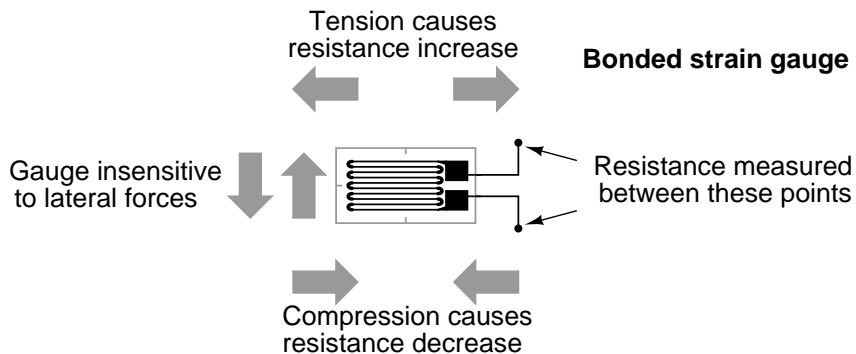 Tension causes
resistance increase
Bonded strain gauge
Gauge insensitive
to lateral forces
Resistance measured
between these points
Compression causes
resistance decrease